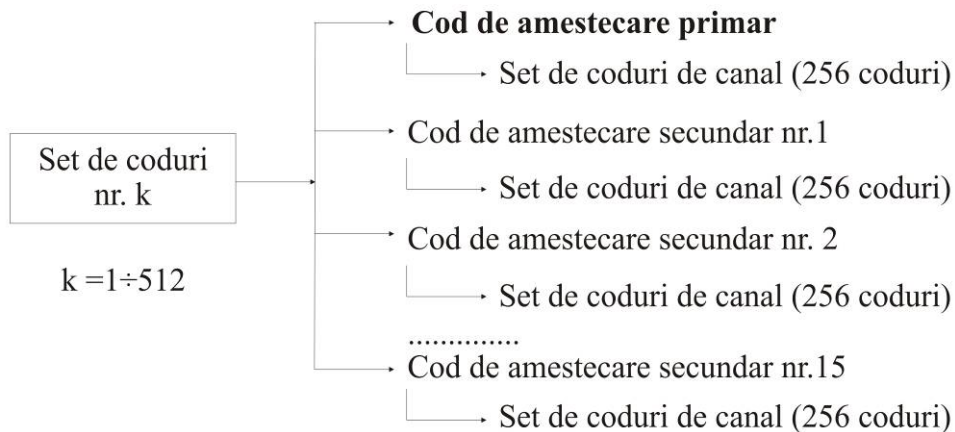 Cod de amestecare primar
Set de coduri de canal (256 coduri)
Cod de amestecare secundar nr.1
Set de coduri de canal (256 coduri)
Set de coduri
nr. k
Cod de amestecare secundar nr. 2
k =1÷512
Set de coduri de canal (256 coduri)
..............
Cod de amestecare secundar nr.15
Set de coduri de canal (256 coduri)